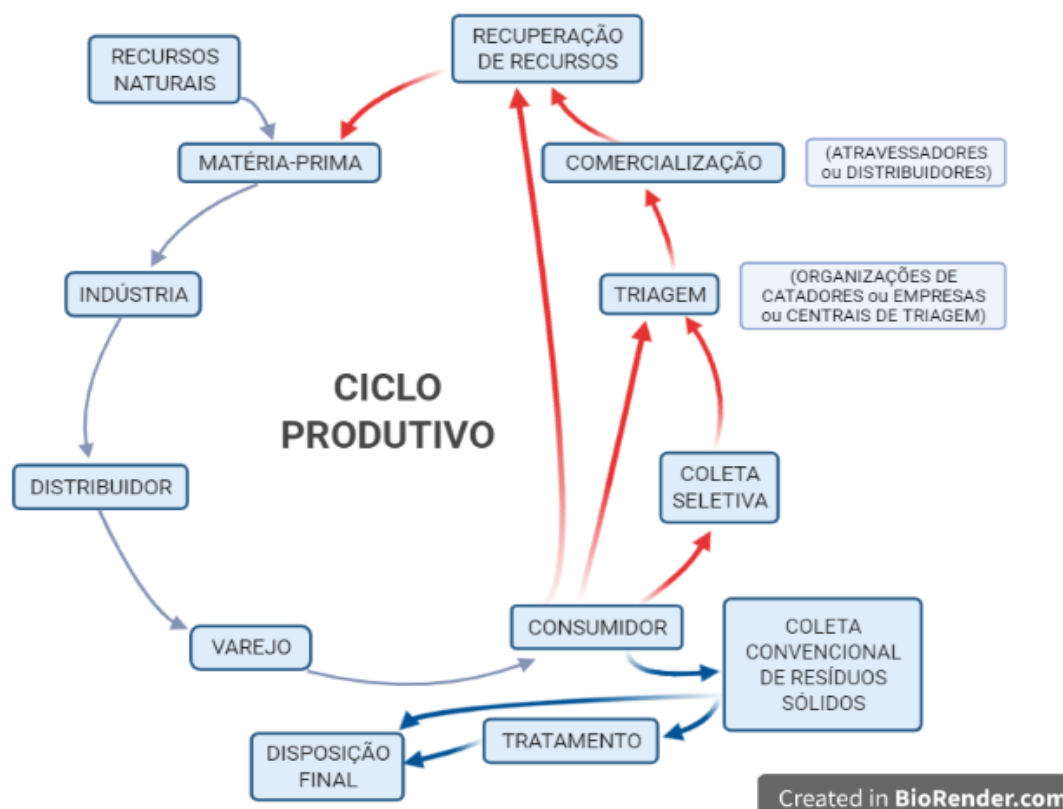 RECURSOS
NATURAIS
RECUPERAÇÃO
DE RECURSOS
MATÉRIA-PRIMA
COMERCIALIZAÇÃO
(ATRAVESSADORES
ou DISTRIBUIDORES)
INDÚSTRIA
TRIAGEM
(ORGANIZAÇÕES DE
CATADORES ou EMPRESAS
ou CENTRAIS DE TRIAGEM)
CICLO
PRODUTIVO
DISTRIBUIDOR
COLETA
SELETIVA
VAREJO
CONSUMIDOR
COLETA
CONVENCIONAL
DE RESÍDUOS
SÓLIDOS
TRATAMENTO
DISPOSIÇÃO
FINAL
Created in BioRender.com